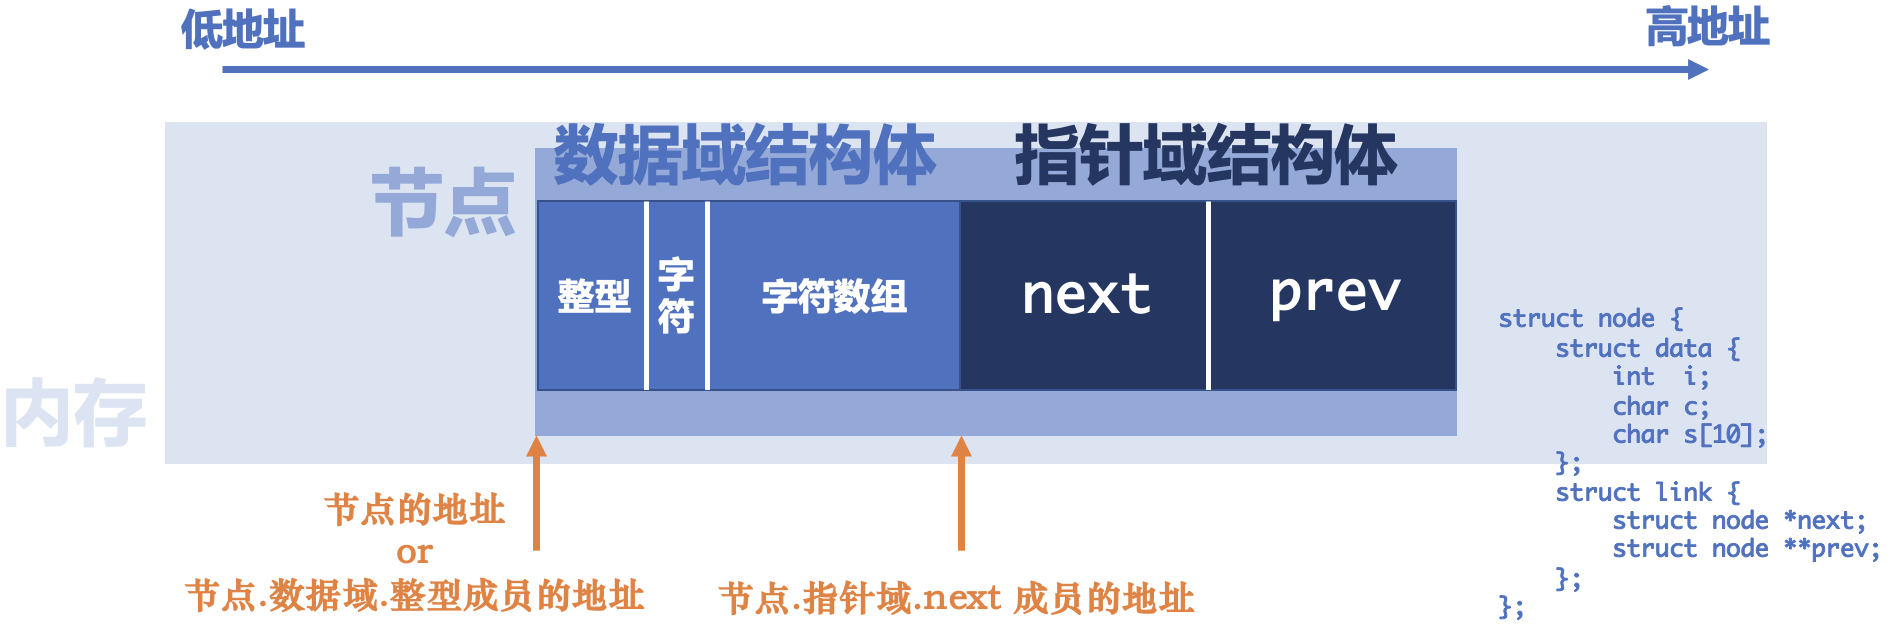 低地址
高地址
数据域结构体
指针域结构体
节点
整型
字符
字符数组
next
prev
内存
struct node {
    struct data {
        int  i;
        char c;
        char s[10];
    };
    struct link {
        struct node *next;
        struct node **prev;
    };
};
节点的地址
or
节点.数据域.整型成员的地址
节点.指针域.next 成员的地址